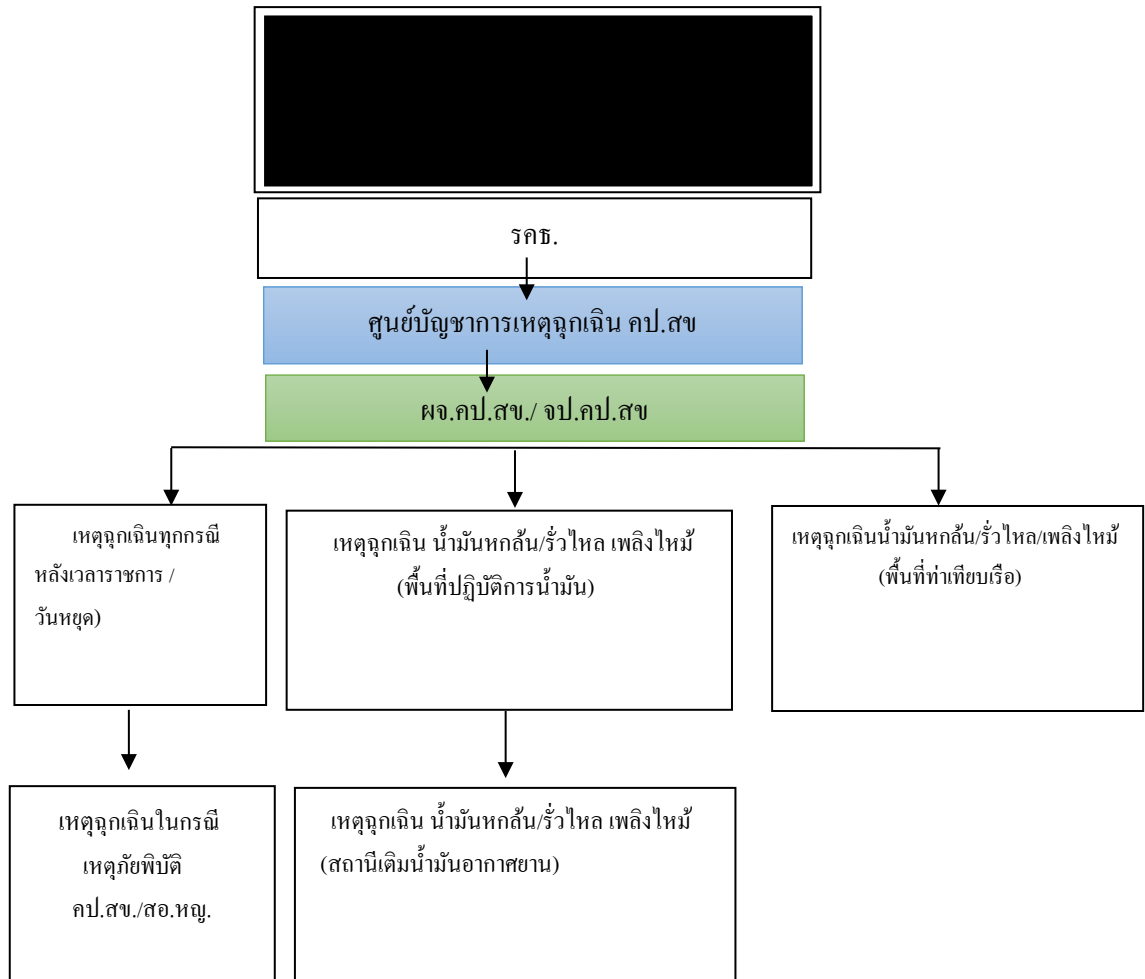 รคธ.
ศูนย์บัญชาการเหตุฉุกเฉิน คป.สข
ผจ.คป.สข./ จป.คป.สข
เหตุฉุกเฉินทุกกรณี
หลังเวลาราชการ /
วันหยุด)
เหตุฉุกเฉิน น้ำมันหกล้น/รั่วไหล เพลิงไหม้
(พื้นที่ปฏิบัติการน้ำมัน)
เหตุฉุกเฉินน้ำมันหกล้น/รั่วไหล/เพลิงไหม้
(พื้นที่ท่าเทียบเรือ)
เหตุฉุกเฉินในกรณี
เหตุภัยพิบัติ
คป.สข./สอ.หญ.
เหตุฉุกเฉิน น้ำมันหกล้น/รั่วไหล เพลิงไหม้
(สถานีเติมน้ำมันอากาศยาน)